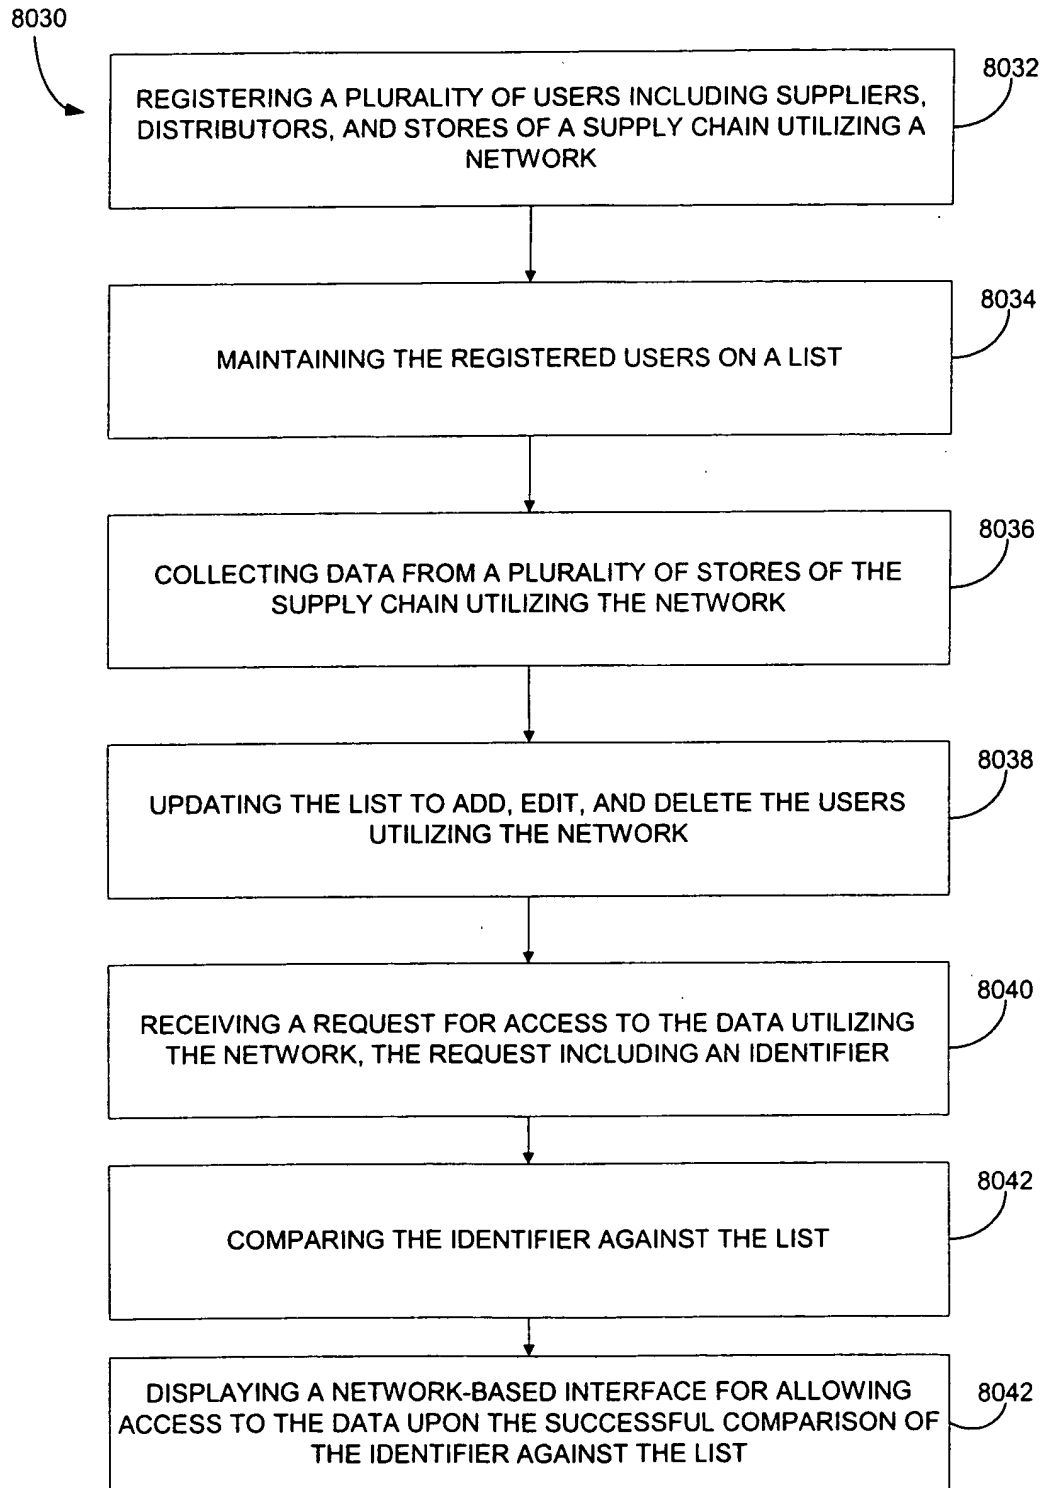 8030
8032
REGISTERING A PLURALITY OF USERS INCLUDING SUPPLIERS,
DISTRIBUTORS, AND STORES OF A SUPPLY CHAIN UTILIZING A
NETWORK
8034
MAINTAINING THE REGISTERED USERS ON A LIST
8036
COLLECTING DATA FROM A PLURALITY OF STORES OF THE
SUPPLY CHAIN UTILIZING THE NETWORK
8038
UPDATING THE LIST TO ADD, EDIT, AND DELETE THE USERS
UTILIZING THE NETWORK
8040
RECEIVING A REQUEST FOR ACCESS TO THE DATA UTILIZING
THE NETWORK, THE REQUEST INCLUDING AN IDENTIFIER
8042
COMPARING THE IDENTIFIER AGAINST THE LIST
8042
DISPLAYING A NETWORK-BASED INTERFACE FOR ALLOWING
ACCESS TO THE DATA UPON THE SUCCESSFUL COMPARISON OF
THE IDENTIFIER AGAINST THE LIST